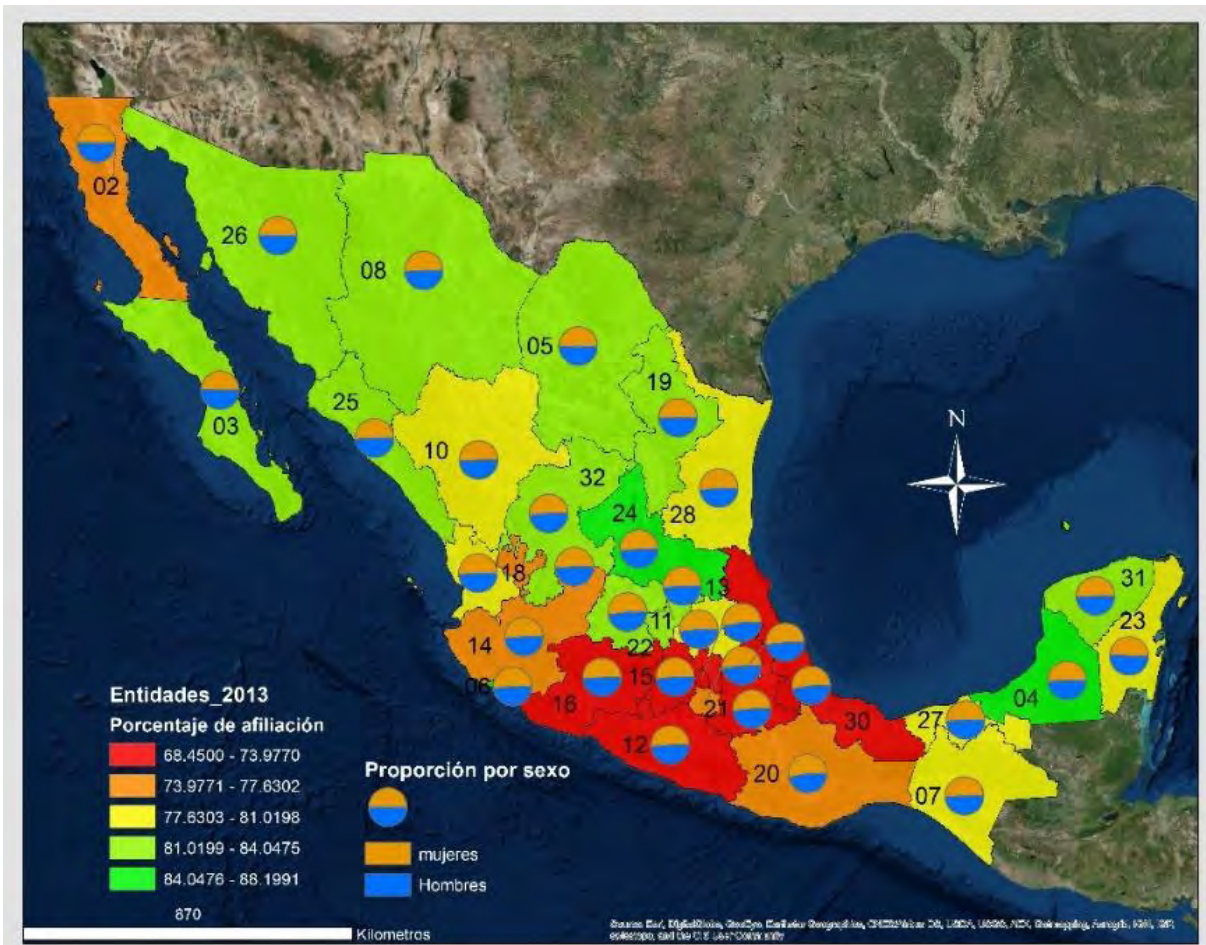 02
26
08
05
19
03
25
10
32
24
28
18
13
31
11
23
14
22
06
15
04
16
21
30
27
12
20
07
N
Entidades_2013
Porcentaje de afiliación
68.4500 - 73.9770
73.9771 - 77.6302
77.6303 - 81.0198
81.0199 - 84.0475
84.0476 - 88.1991
Proporción por sexo
mujeres
Hombres
870
Kilometros